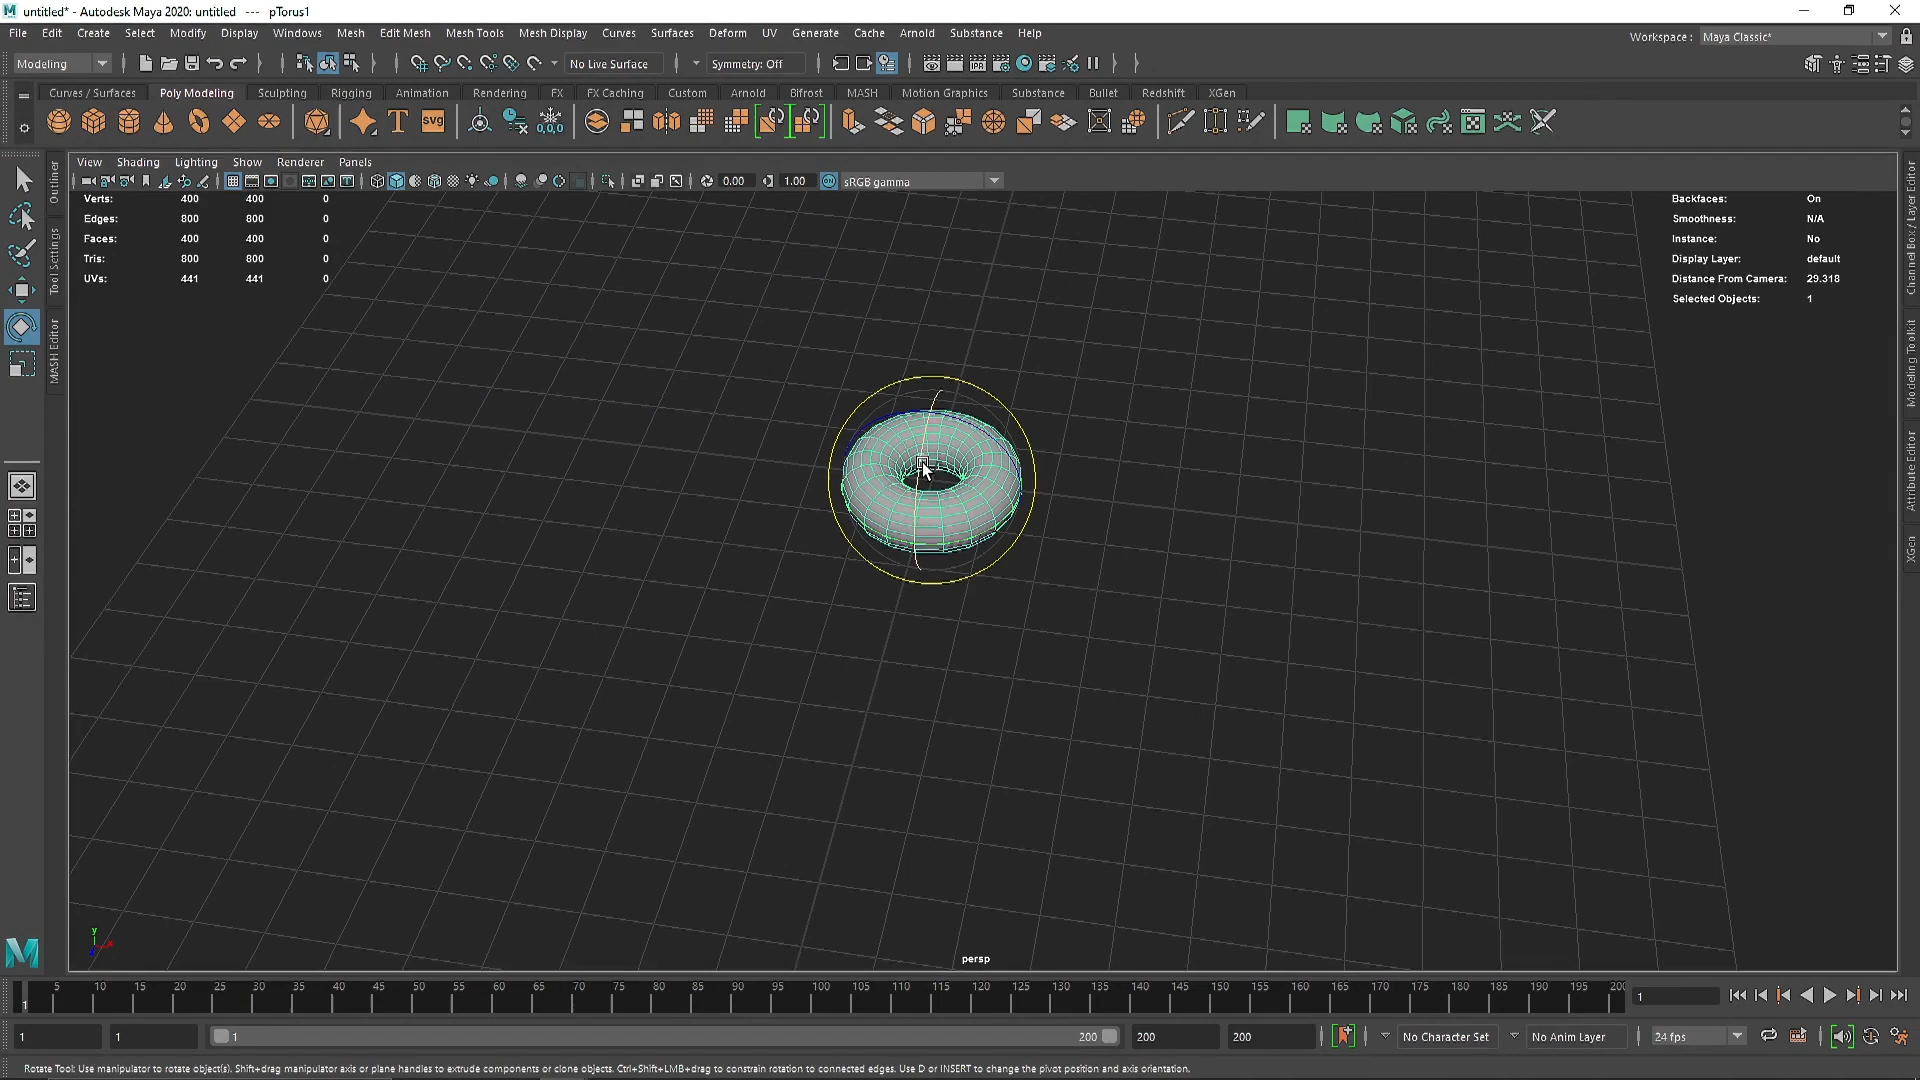 untitled* - Autodesk Maya 2020: untitled --- pTorus1
File Edit Create Select Modify Display Windows Mesh Edit Mesh Mesh Tools Mesh Display Curves Surfaces Deform UV Generate Cache Arnold Substance Help
Workspace : Maya Classic*
Modeling No Live Surface Symmetry: Off
IPR
Curves / Surfaces Poly Modeling Sculpting Rigging Animation Rendering FX FX Caching Custom Arnold Bifrost MASH Motion Graphics Substance Bullet Redshift XGen
T SVG 0,0,0
View Shading Lighting Show Renderer Panels
0.00 1.00 ON sRGB gamma
Verts: 400 400 0
Edges: 800 800 0
Faces: 400 400 0
Tris: 800 800 0
UVs: 441 441 0
Backfaces: On
Smoothness: N/A
Instance: No
Display Layer: default
Distance From Camera: 29.318
Selected Objects: 1
Outliner
Tool Settings
MASH Editor
Channel Box / Layer Editor
Modeling Toolkit
Attribute Editor
XGen
y
x
persp
M
5 10 15 20 25 30 35 40 45 50 55 60 65 70 75 80 85 90 95 100 105 110 115 120 125 130 135 140 145 150 155 160 165 170 175 180 185 190 195 200
1 1
1 1 1 200 200 200 No Character Set No Anim Layer 24 fps
Rotate Tool: Use manipulator to rotate object(s). Shift+drag manipulator axis or plane handles to extrude components or clone objects. Ctrl+Shift+LMB+drag to constrain rotation to connected edges. Use D or INSERT to change the pivot position and axis orientation.